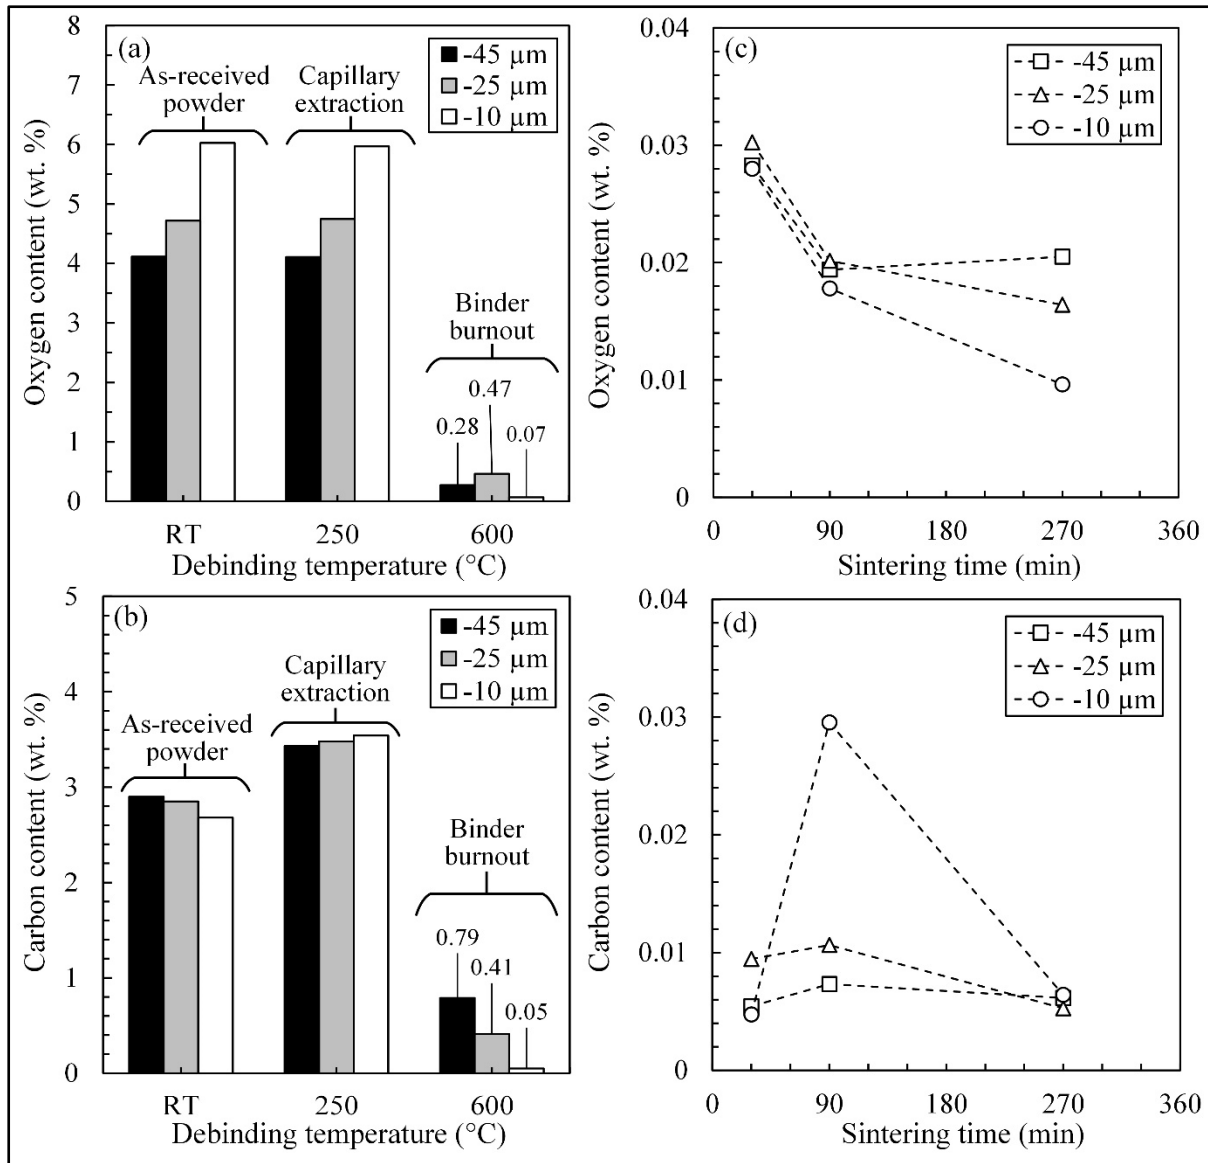 (a)
-45 µm
-25 µm
-10 µm
As-received
powder
Capillary
extraction
Binder
burnout
0.28
0.47
0.07
8
7
6
5
4
3
2
1
0
Oxygen content (wt. %)
RT
250
600
Debinding temperature (°C)
(c)
-45 µm
-25 µm
-10 µm
0.04
0.03
0.02
0.01
0
Oxygen content (wt. %)
0
90
180
270
360
Sintering time (min)
(b)
-45 µm
-25 µm
-10 µm
As-received
powder
Capillary
extraction
Binder
burnout
0.79
0.41
0.05
5
4
3
2
1
0
Carbon content (wt. %)
RT
250
600
Debinding temperature (°C)
(d)
-45 µm
-25 µm
-10 µm
0.04
0.03
0.02
0.01
0
Carbon content (wt. %)
0
90
180
270
360
Sintering time (min)